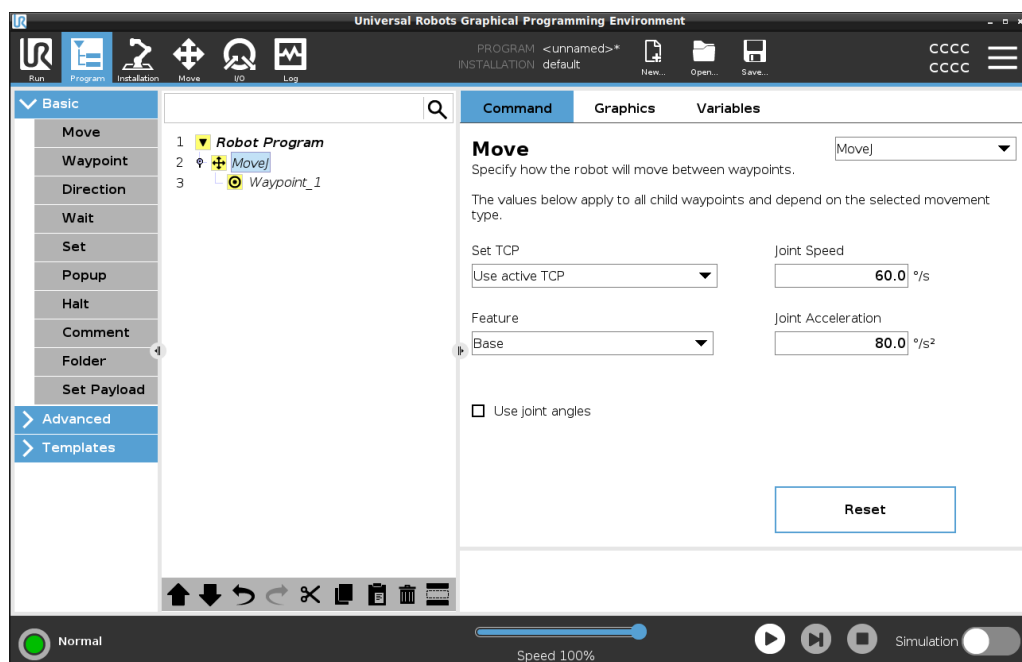 UR
Universal Robots Graphical Programming Environment
UR
Run
Program
Installation
Move
I/O
Log
PROGRAM <unnamed>*
INSTALLATION default
New...
Open...
Save...
CCCC
CCCC
Basic
Move
Waypoint
Direction
Wait
Set
Popup
Halt
Comment
Folder
Set Payload
Advanced
Templates
1 Robot Program
2 MoveJ
3 Waypoint_1
Command Graphics Variables
Move
MoveJ
Specify how the robot will move between waypoints.
The values below apply to all child waypoints and depend on the selected movement
type.
Set TCP
Joint Speed
Use active TCP
60.0 °/s
Feature
Joint Acceleration
Base
80.0 °/s²
Use joint angles
Reset
Normal
Speed 100%
Simulation